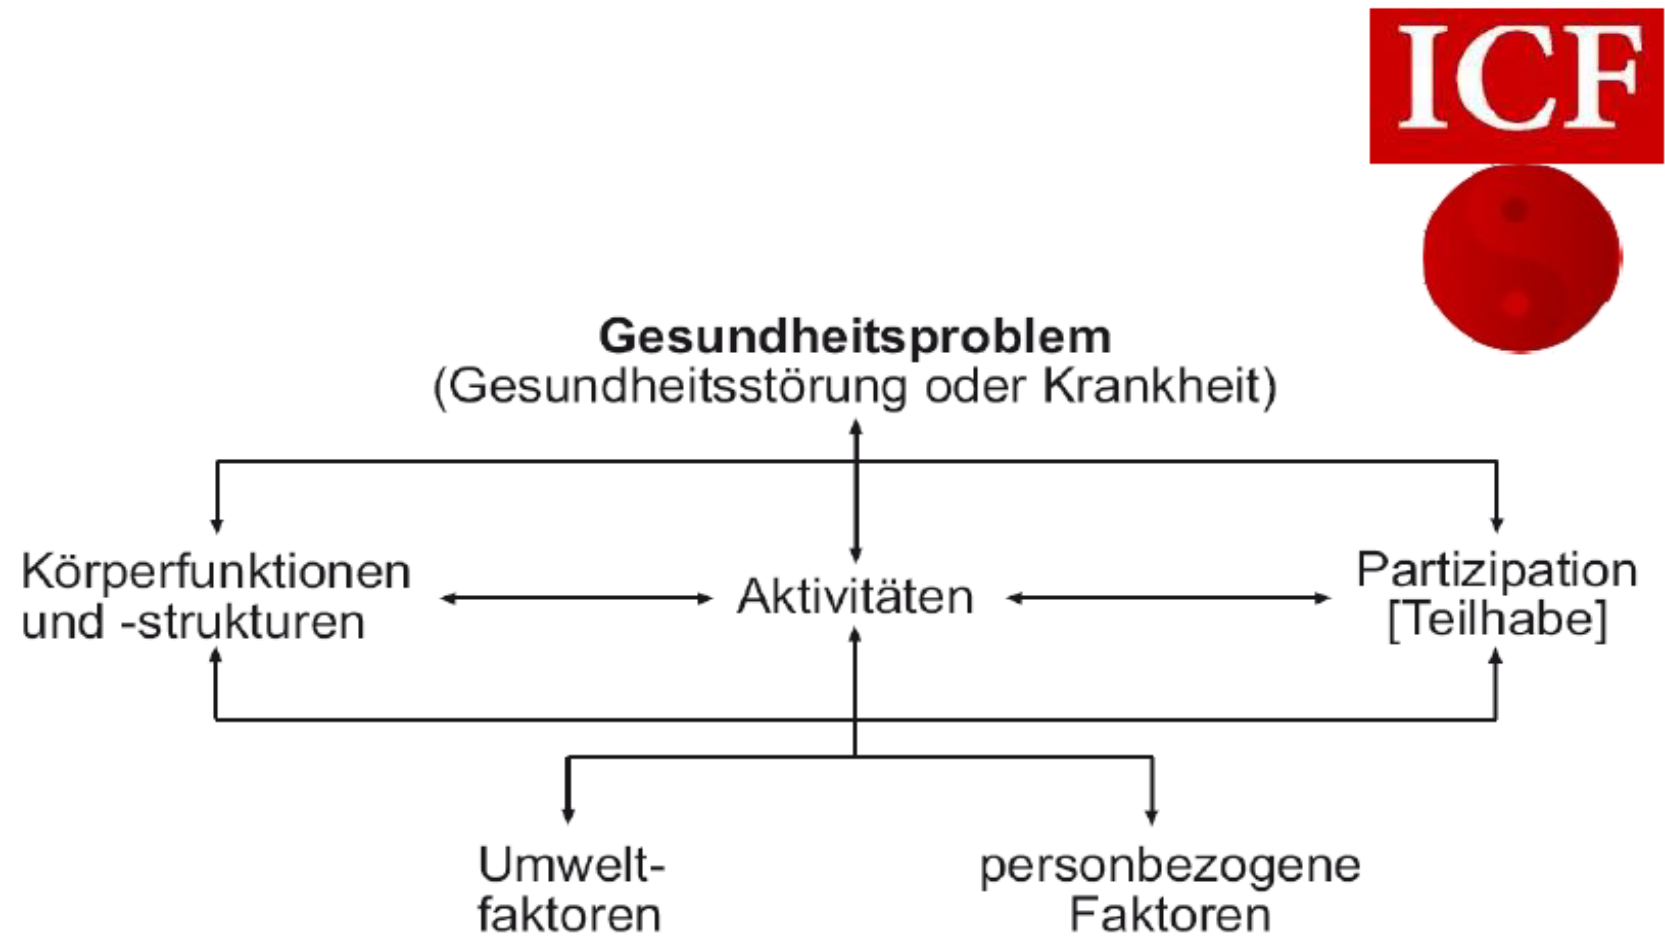 ICF
Gesundheitsproblem
(Gesundheitsstörung oder Krankheit)
Körperfunktionen
und -strukturen
Aktivitäten
Partizipation
[Teilhabe]
Umwelt-
faktoren
personbezogene
Faktoren